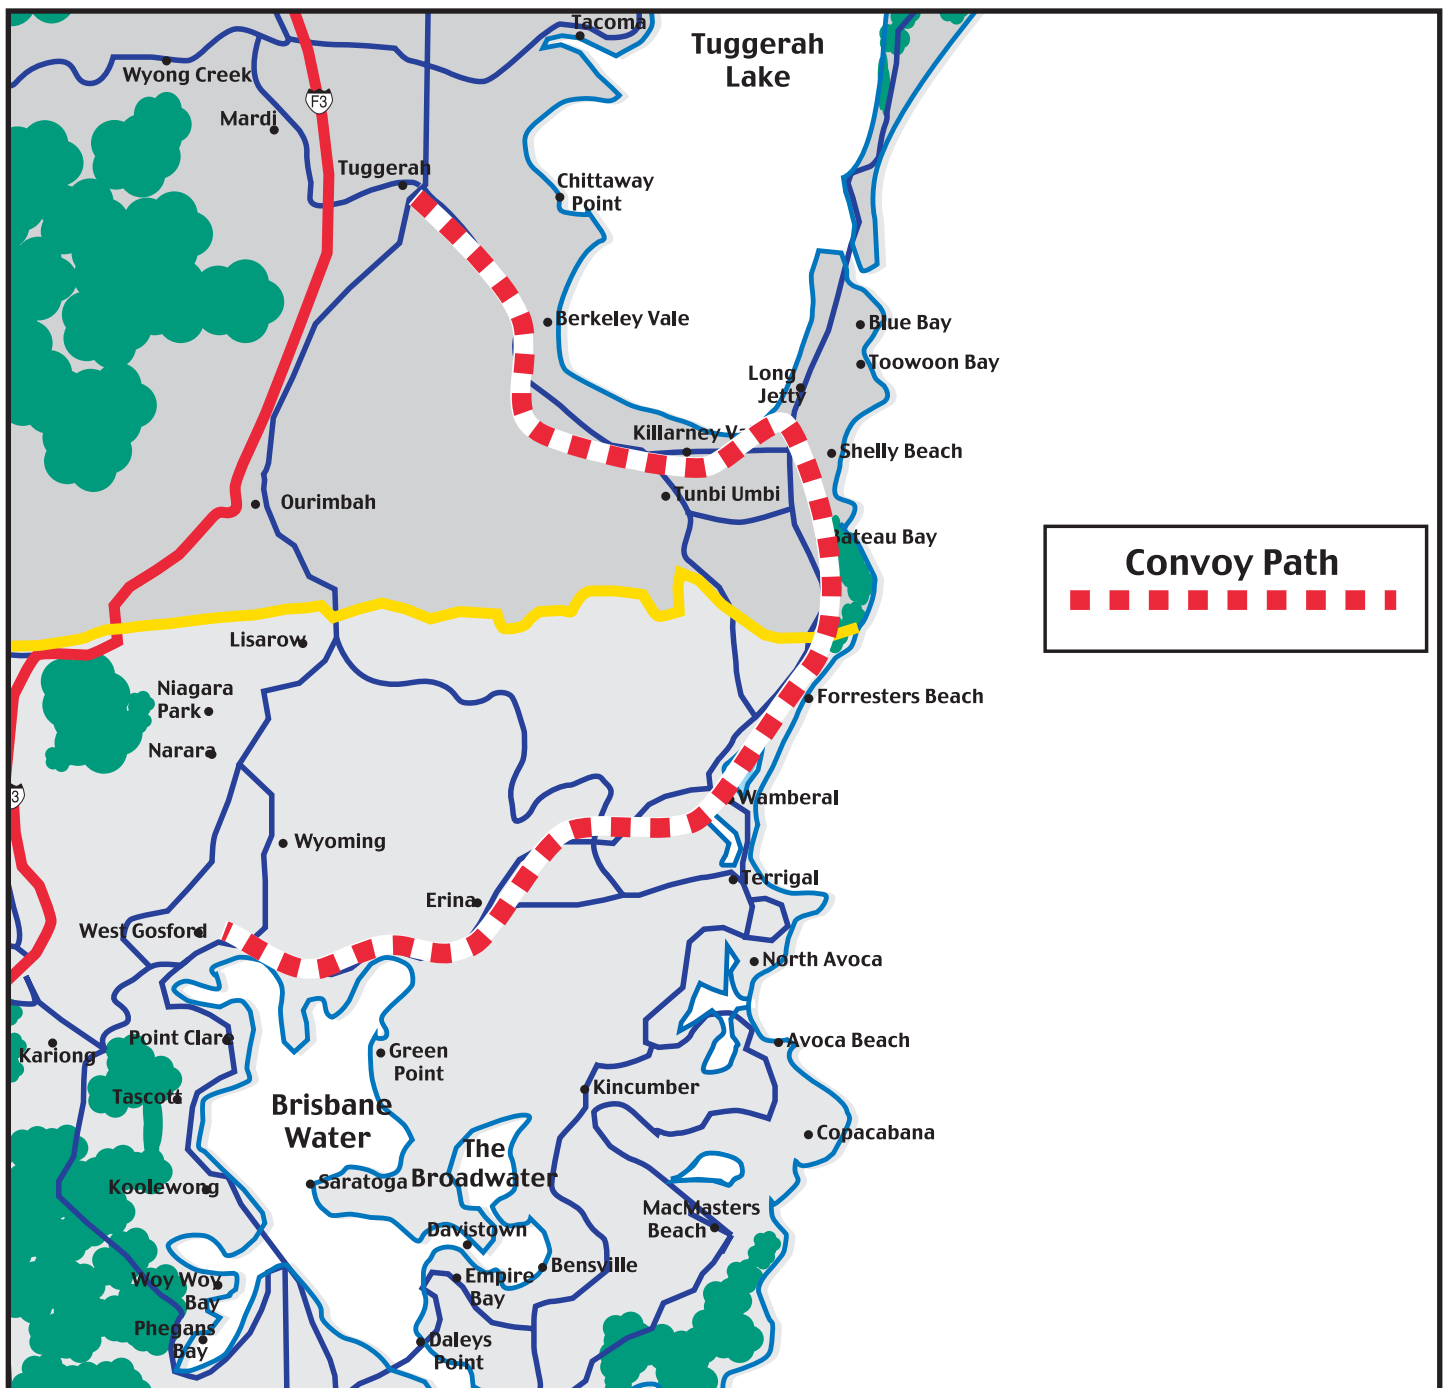 Tacoma
Tuggerah
Lake
Wyong Creek
F3
Mardi
Tuggerah
Chittaway
Point
Berkeley Vale
Blue Bay
Toowoon Bay
Long
Jetty
Killarney Va
Shelly Beach
Tunbi Umbi
Ourimbah
Bateau Bay
Convoy Path
Lisarow
Niagara
Park
Forresters Beach
Narara
3
Wamberal
Wyoming
Terrigal
Erina
West Gosford
North Avoca
Point Clare
Avoca Beach
Kariong
Green
Point
Kincumber
Tascott
Brisbane
Water
Copacabana
The
Broadwater
Saratoga
Koolewong
MacMasters
Beach
Davistown
Bensville
Woy Woy
Bay
Empire
Bay
Phegans
Bay
Daleys
Point